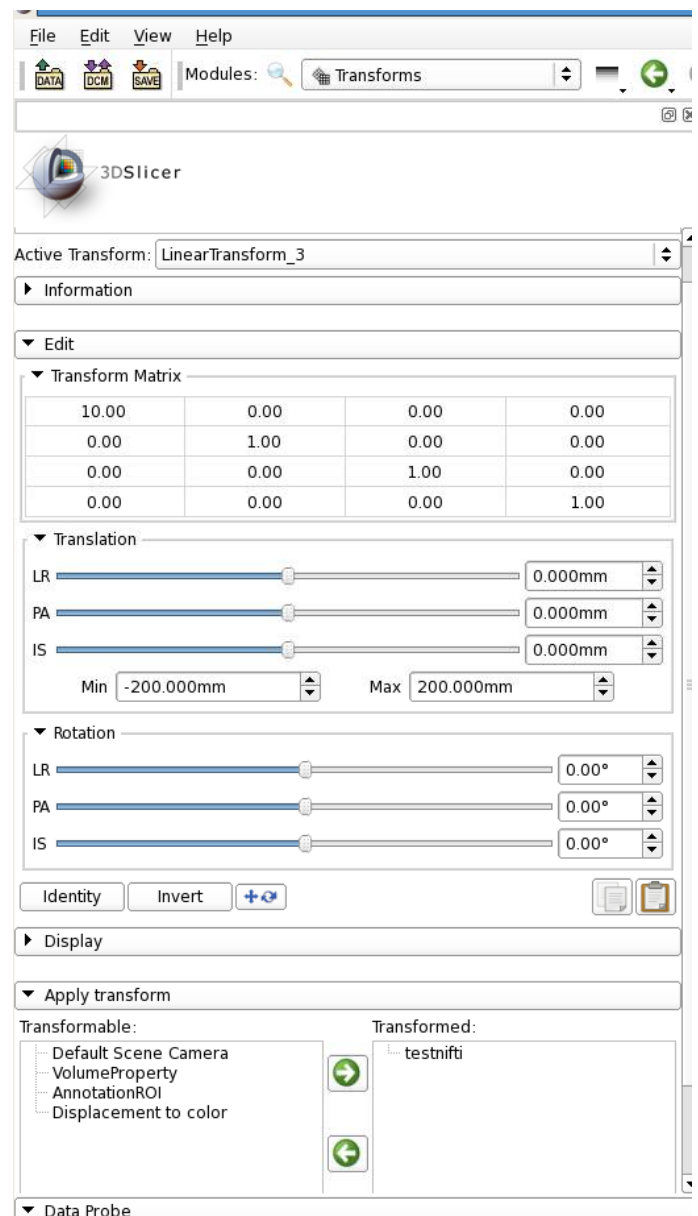 File Edit View Help
DATA DCM SAVE Modules: Transforms
3DSlicer
Active Transform: LinearTransform_3
Information
Edit
Transform Matrix
10.00 0.00 0.00 0.00
0.00 1.00 0.00 0.00
0.00 0.00 1.00 0.00
0.00 0.00 0.00 1.00
Translation
LR 0.000mm
PA 0.000mm
IS 0.000mm
Min -200.000mm Max 200.000mm
Rotation
LR 0.00°
PA 0.00°
IS 0.00°
Identity Invert
Display
Apply transform
Transformable: Transformed:
Default Scene Camera testnifti
VolumeProperty
AnnotationROI
Displacement to color
Data Probe